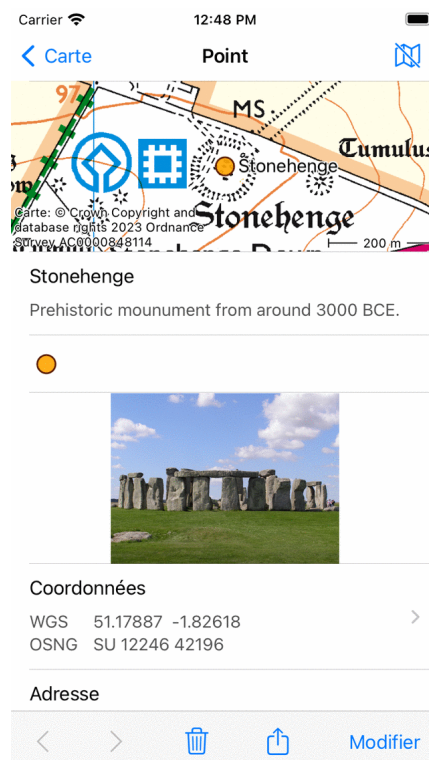 Carrier 12:48 PM
Carte Point
97
MS.
Tumulus
Stonehenge
Stonehenge
Carte: © Crown Copyright and
database rights 2023 Ordnance
Survey AC0000848114
200 m
Stonehenge
Prehistoric mounument from around 3000 BCE.
Coordonnées
WGS 51.17887 -1.82618
OSNG SU 12246 42196
Adresse
Modifier